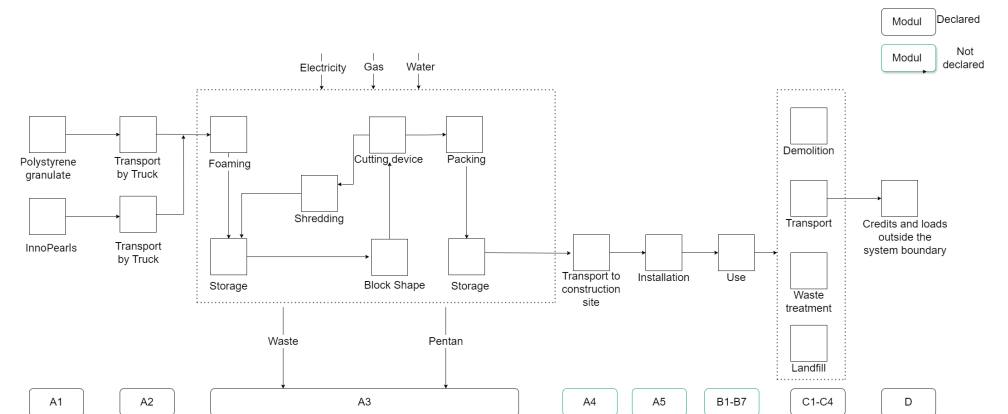 Modul
Declared
Modul
Not
declared
Electricity
Gas
Water
Polystyrene
granulate
Transport
by Truck
Foaming
Cutting device
Packing
Demolition
Shredding
InnoPearls
Transport
by Truck
Transport
Credits and loads
outside the
system boundary
Storage
Block Shape
Storage
Transport to
construction
site
Installation
Use
Waste
treatment
Waste
Pentan
Landfill
A1
A2
A3
A4
A5
B1-B7
C1-C4
D